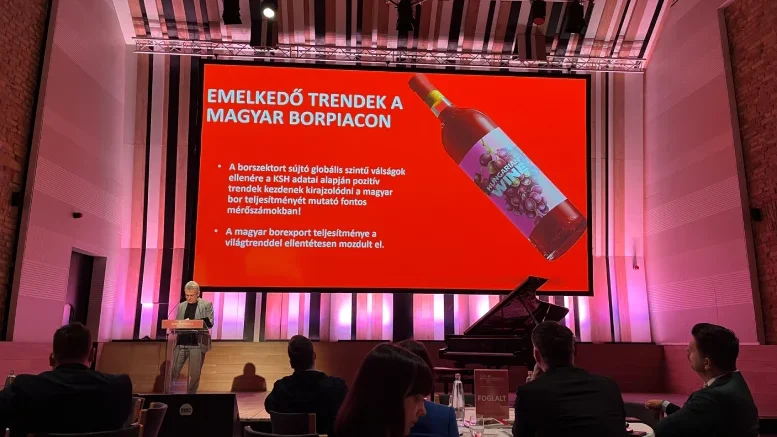 EMELKEDŐ TRENDEK A
MAGYAR BORPIACON
• A borszektort sújtó globális szintű válságok
ellenére a KSH adatai alapján pozitív
trendek kezdenek kirajzolódni a magyar
bor teljesítményét mutató fontos
mérőszámokban!
• A magyar borexport teljesítménye a
világtrenddel ellentétesen mozdult el.
HUNGARIAN
WINE
FOGLALT